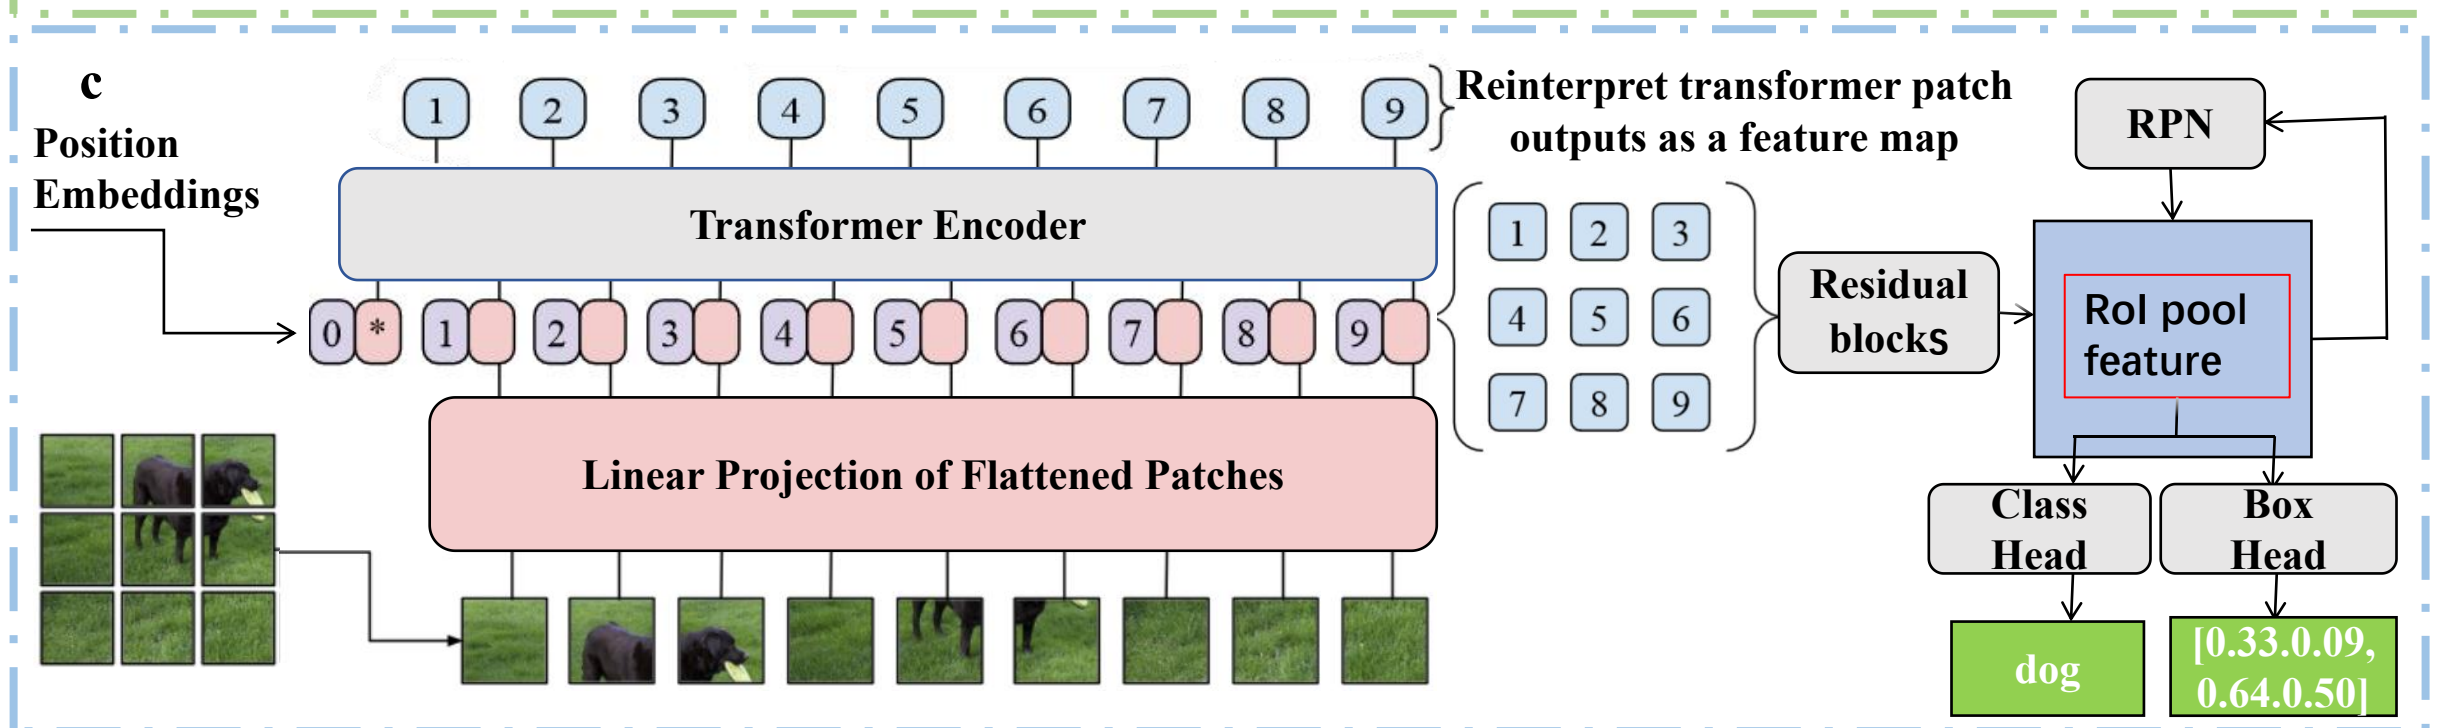 c
Position
Embeddings
1 2 3 4 5 6 7 8 9
Reinterpret transformer patch
outputs as a feature map
Transformer Encoder
0 * 1 2 3 4 5 6 7 8 9
Linear Projection of Flattened Patches
1 2 3
4 5 6
7 8 9
Residual
blocks
RPN
RoI pool
feature
Class
Head
Box
Head
dog
[0.33.0.09,
0.64.0.50]